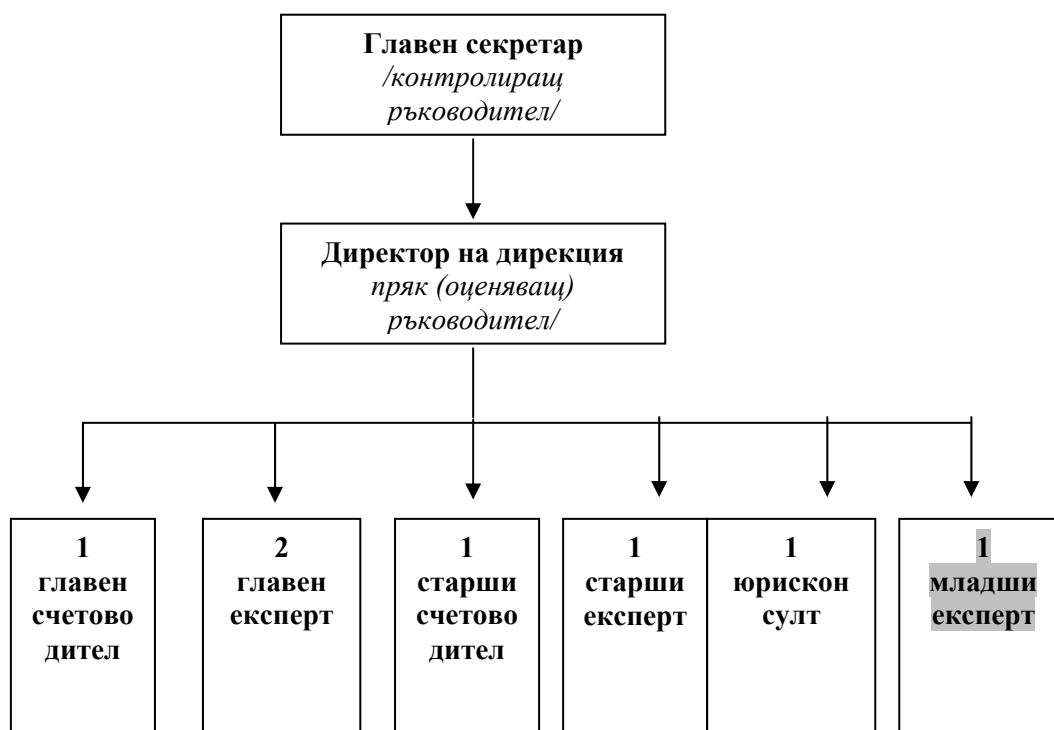 Главен секретар
/контролиращ
ръководител/
Директор на дирекция
пряк (оценяващ)
ръководител/
1
главен
счетово
дител
2
главен
експерт
1
старши
счетово
дител
1
старши
експерт
1
юрискон
султ
1
младши
експерт